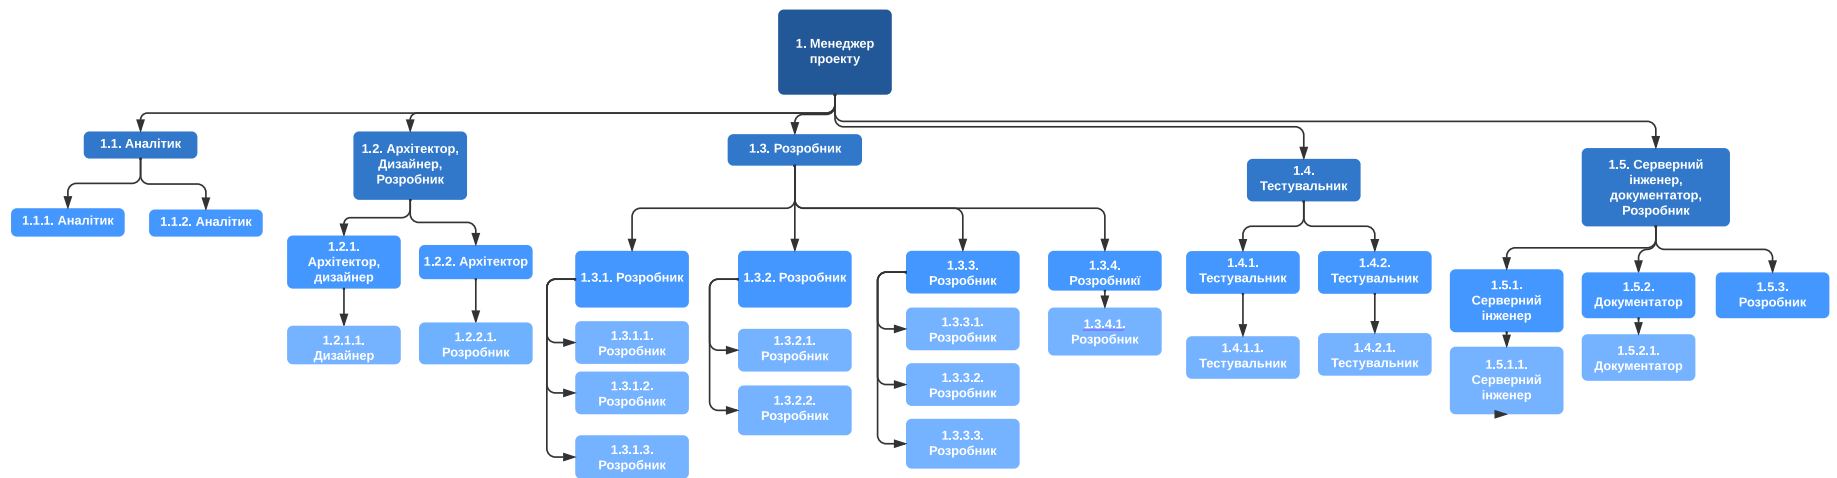 1. Менеджер
проекту
1.1. Аналітик
1.1.1. Аналітик
1.1.2. Аналітик
1.2. Архітектор,
Дизайнер,
Розробник
1.2.1.
Архітектор,
дизайнер
1.2.1.1.
Дизайнер
1.2.2. Архітектор
1.2.2.1.
Розробник
1.3. Розробник
1.3.1. Розробник
1.3.1.1.
Розробник
1.3.1.2.
Розробник
1.3.1.3.
Розробник
1.3.2. Розробник
1.3.2.1.
Розробник
1.3.2.2.
Розробник
1.3.3.
Розробник
1.3.3.1.
Розробник
1.3.3.2.
Розробник
1.3.3.3.
Розробник
1.3.4.
Розробникї
1.3.4.1.
Розробник
1.4.
Тестувальник
1.4.1.
Тестувальник
1.4.1.1.
Тестувальник
1.4.2.
Тестувальник
1.4.2.1.
Тестувальник
1.5. Серверний
інженер,
документатор,
Розробник
1.5.1.
Серверний
інженер
1.5.1.1.
Серверний
інженер
1.5.2.
Документатор
1.5.2.1.
Документатор
1.5.3.
Розробник